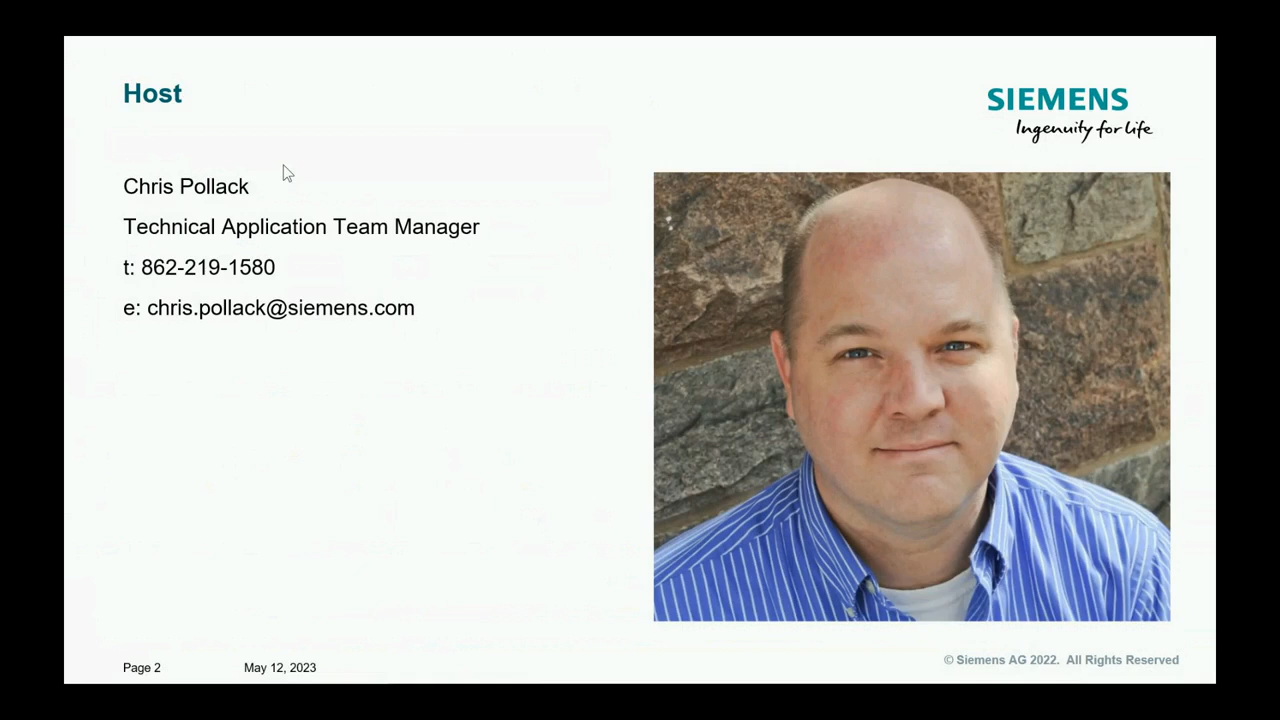 Host
SIEMENS
Ingenuity for life
Chris Pollack
Technical Application Team Manager
t: 862-219-1580
e: chris.pollack@siemens.com
Page 2
May 12, 2023
© Siemens AG 2022. All Rights Reserved